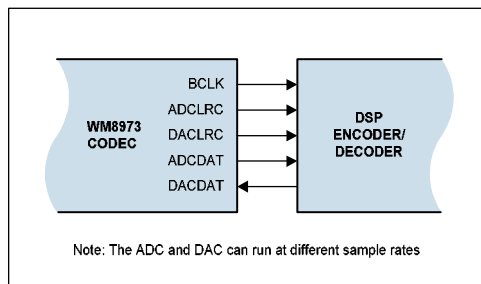 WM8973
CODEC
BCLK
ADCLRC
DACLRC
ADCDAT
DACDAT
DSP
ENCODER/
DECODER
Note: The ADC and DAC can run at different sample rates